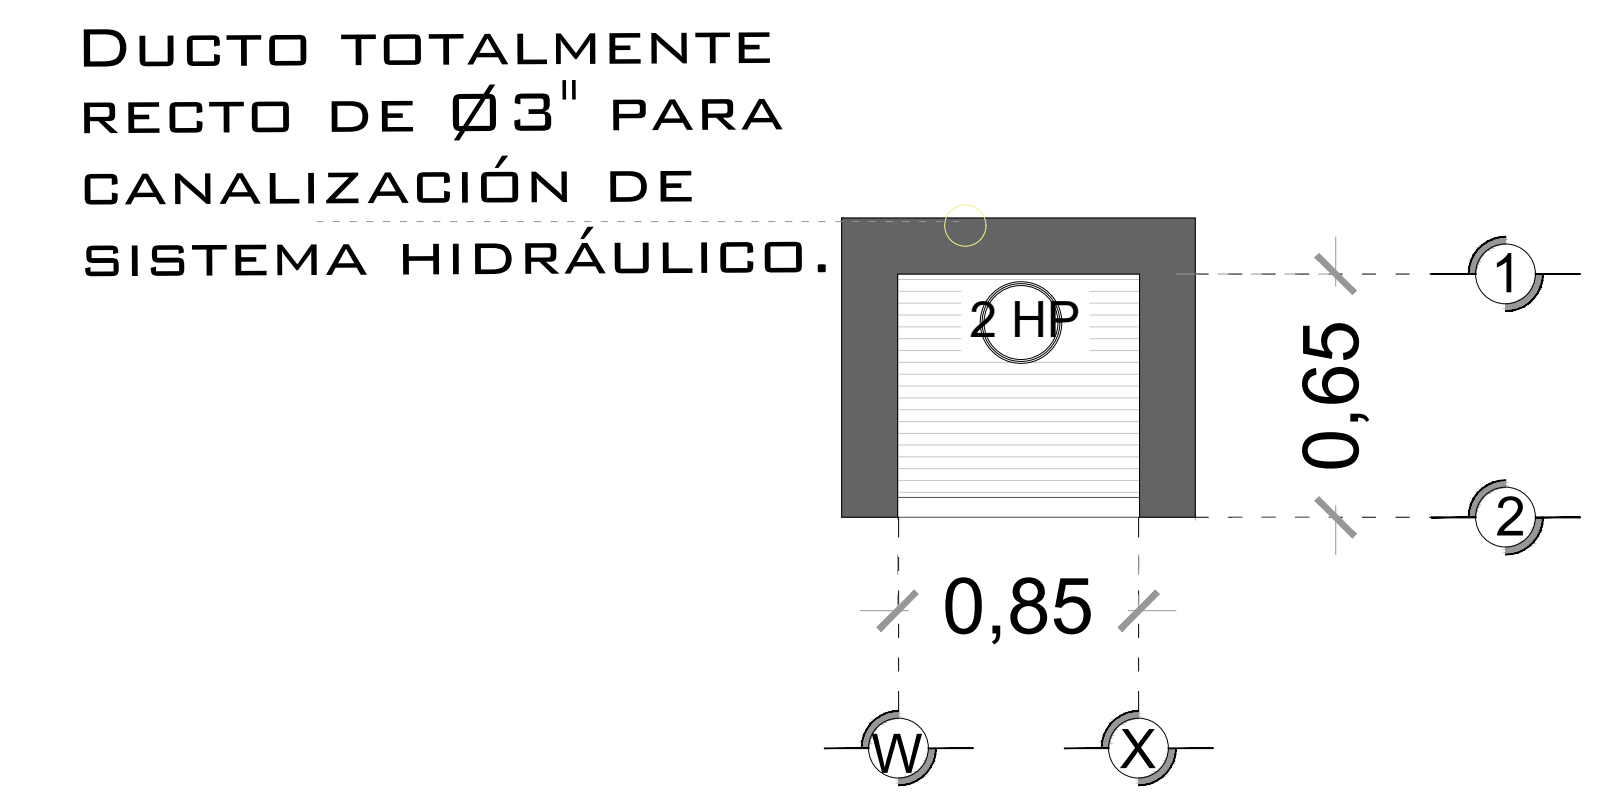 Ducto totalmente
recto de Ø3" para
canalización de
sistema hidráulico.
2 HP
1
0,65
2
0,85
W
X